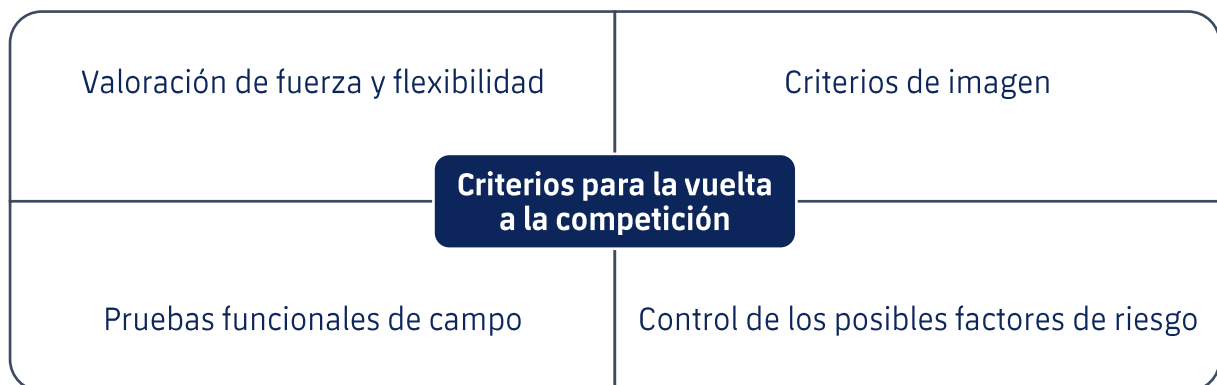 Valoración de fuerza y flexibilidad
Criterios de imagen
Criterios para la vuelta
a la competición
Pruebas funcionales de campo
Control de los posibles factores de riesgo